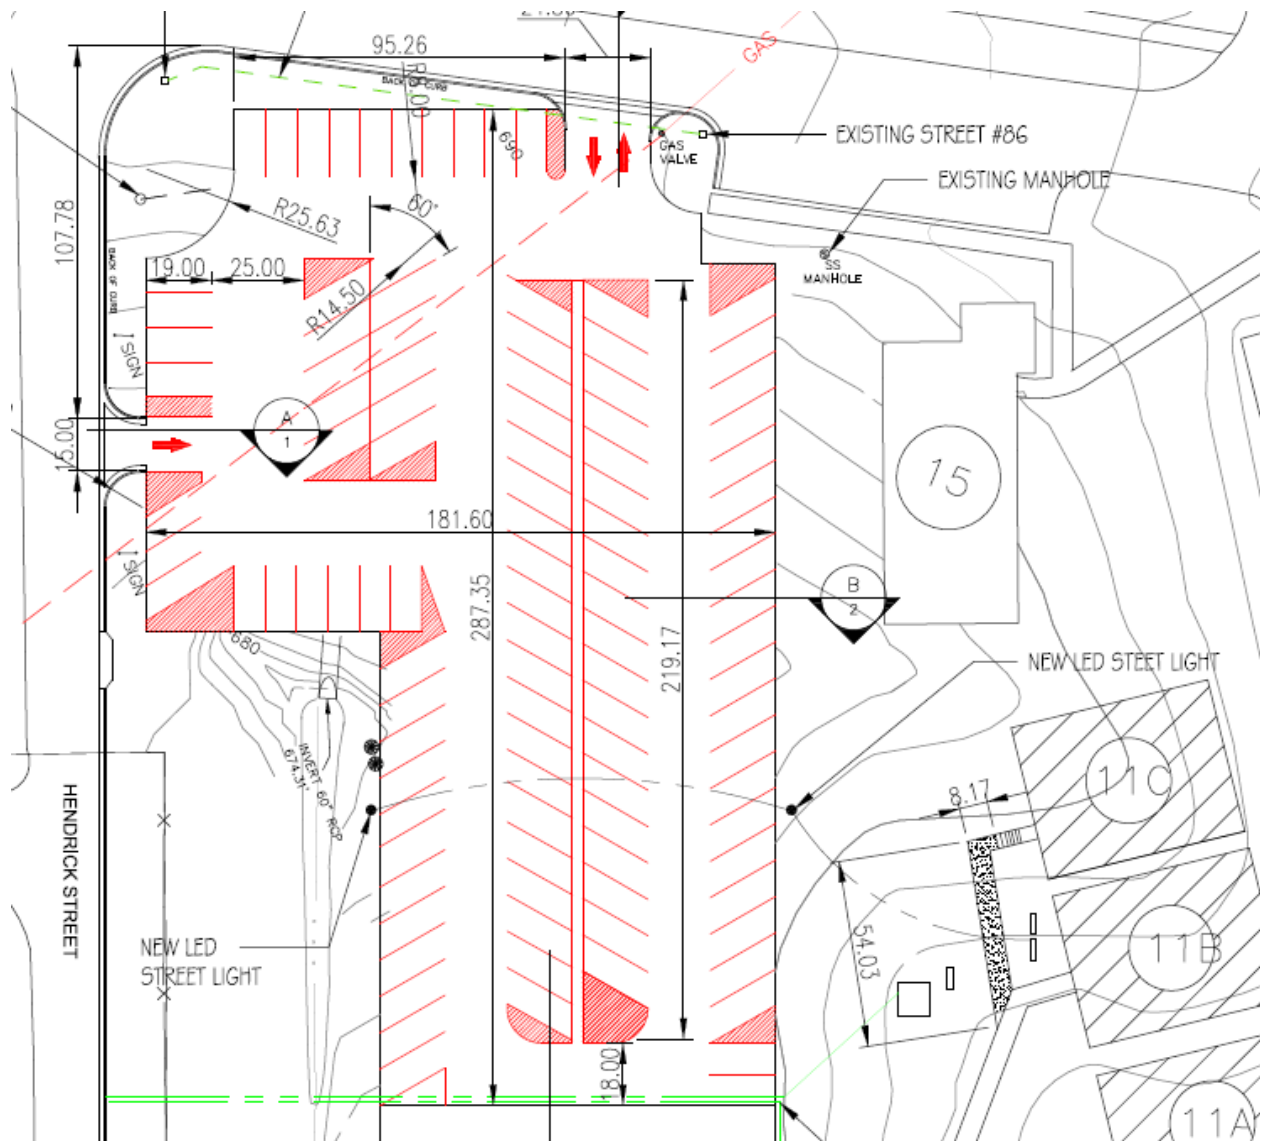 95.26
GAS
BACK OF CURB
690
GAS
VALVE
EXISTING STREET #86
EXISTING MANHOLE
107.78
R25.63
60°
SS
MANHOLE
19.00
25.00
R14.50
BACK OF CURB
SIGN
A
1
15.00
15
181.60
SIGN
B
2
287.35
219.17
680
NEW LED STEET LIGHT
INVERT 60" RCP
674.31'
11C
8.17
HENDRICK STREET
54.03
11B
NEW LED
STREET LIGHT
18.00
11A